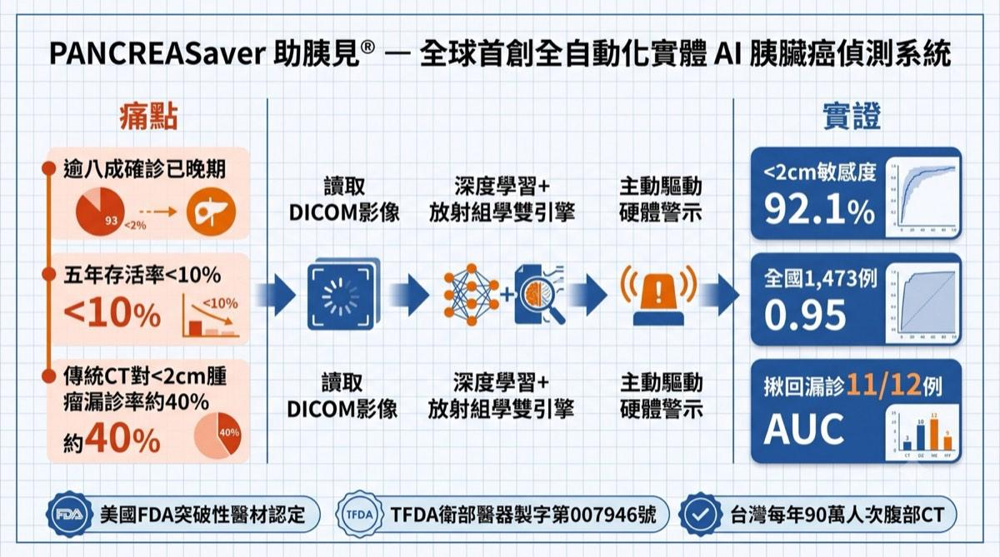 PANCREASaver 助胰見® — 全球首創全自動化實體 AI 胰臟癌偵測系統
痛點
逾八成確診已晚期
93
<2%
五年存活率<10%
<10%
<10%
傳統CT對<2cm腫
瘤漏診率約40%
約40%
40%
讀取
DICOM影像
深度學習+
放射組學雙引擎
主動驅動
硬體警示
讀取
DICOM影像
深度學習+
放射組學雙引擎
主動驅動
硬體警示
實證
<2cm敏感度
92.1%
全國1,473例
0.95
揪回漏診11/12例
AUC
3
10
12
9
FDA
美國FDA突破性醫材認定
TFDA
TFDA衛部醫器製字第007946號
台灣每年90萬人次腹部CT